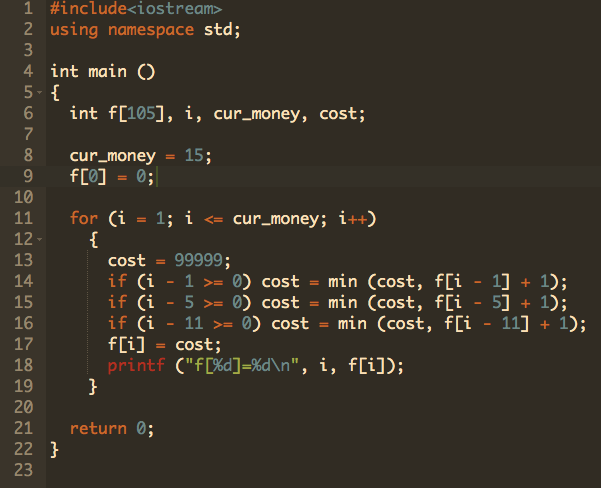 1 #include<iostream>
2 using namespace std;
3
4 int main ()
5 {
6   int f[105], i, cur_money, cost;
7
8   cur_money = 15;
9   f[0] = 0;
10
11   for (i = 1; i <= cur_money; i++)
12     {
13       cost = 99999;
14       if (i - 1 >= 0) cost = min (cost, f[i - 1] + 1);
15       if (i - 5 >= 0) cost = min (cost, f[i - 5] + 1);
16       if (i - 11 >= 0) cost = min (cost, f[i - 11] + 1);
17       f[i] = cost;
18       printf ("f[%d]=%d\n", i, f[i]);
19     }
20
21   return 0;
22 }
23